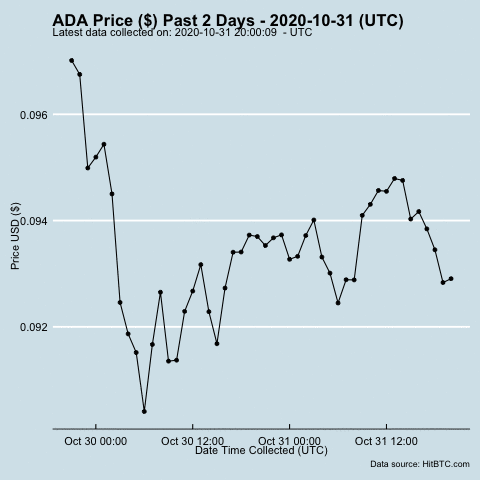 ADA Price ($) Past 2 Days - 2020-10-31 (UTC)
Latest data collected on: 2020-10-31 20:00:09  - UTC
Price USD ($)
0.096
0.094
0.092
Oct 30 00:00 Oct 30 12:00 Oct 31 00:00 Oct 31 12:00
Date Time Collected (UTC)
Data source: HitBTC.com